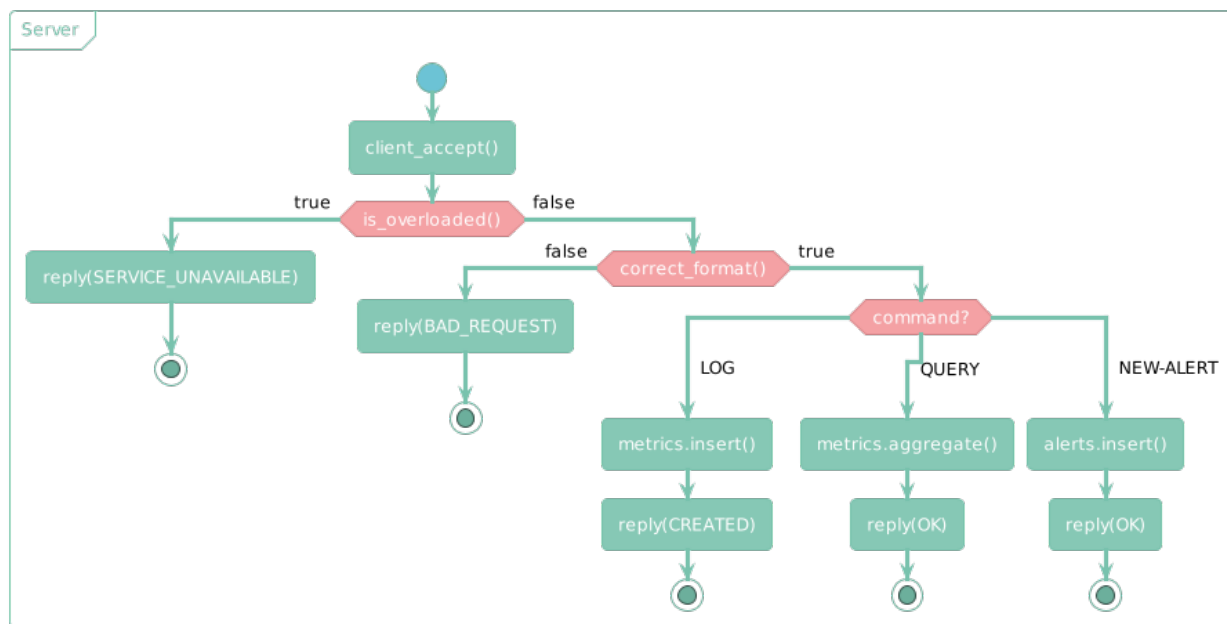 Server
client_accept()
true
is_overloaded()
false
reply(SERVICE_UNAVAILABLE)
false
correct_format()
true
reply(BAD_REQUEST)
command?
LOG
QUERY
NEW-ALERT
metrics.insert()
metrics.aggregate()
alerts.insert()
reply(CREATED)
reply(OK)
reply(OK)